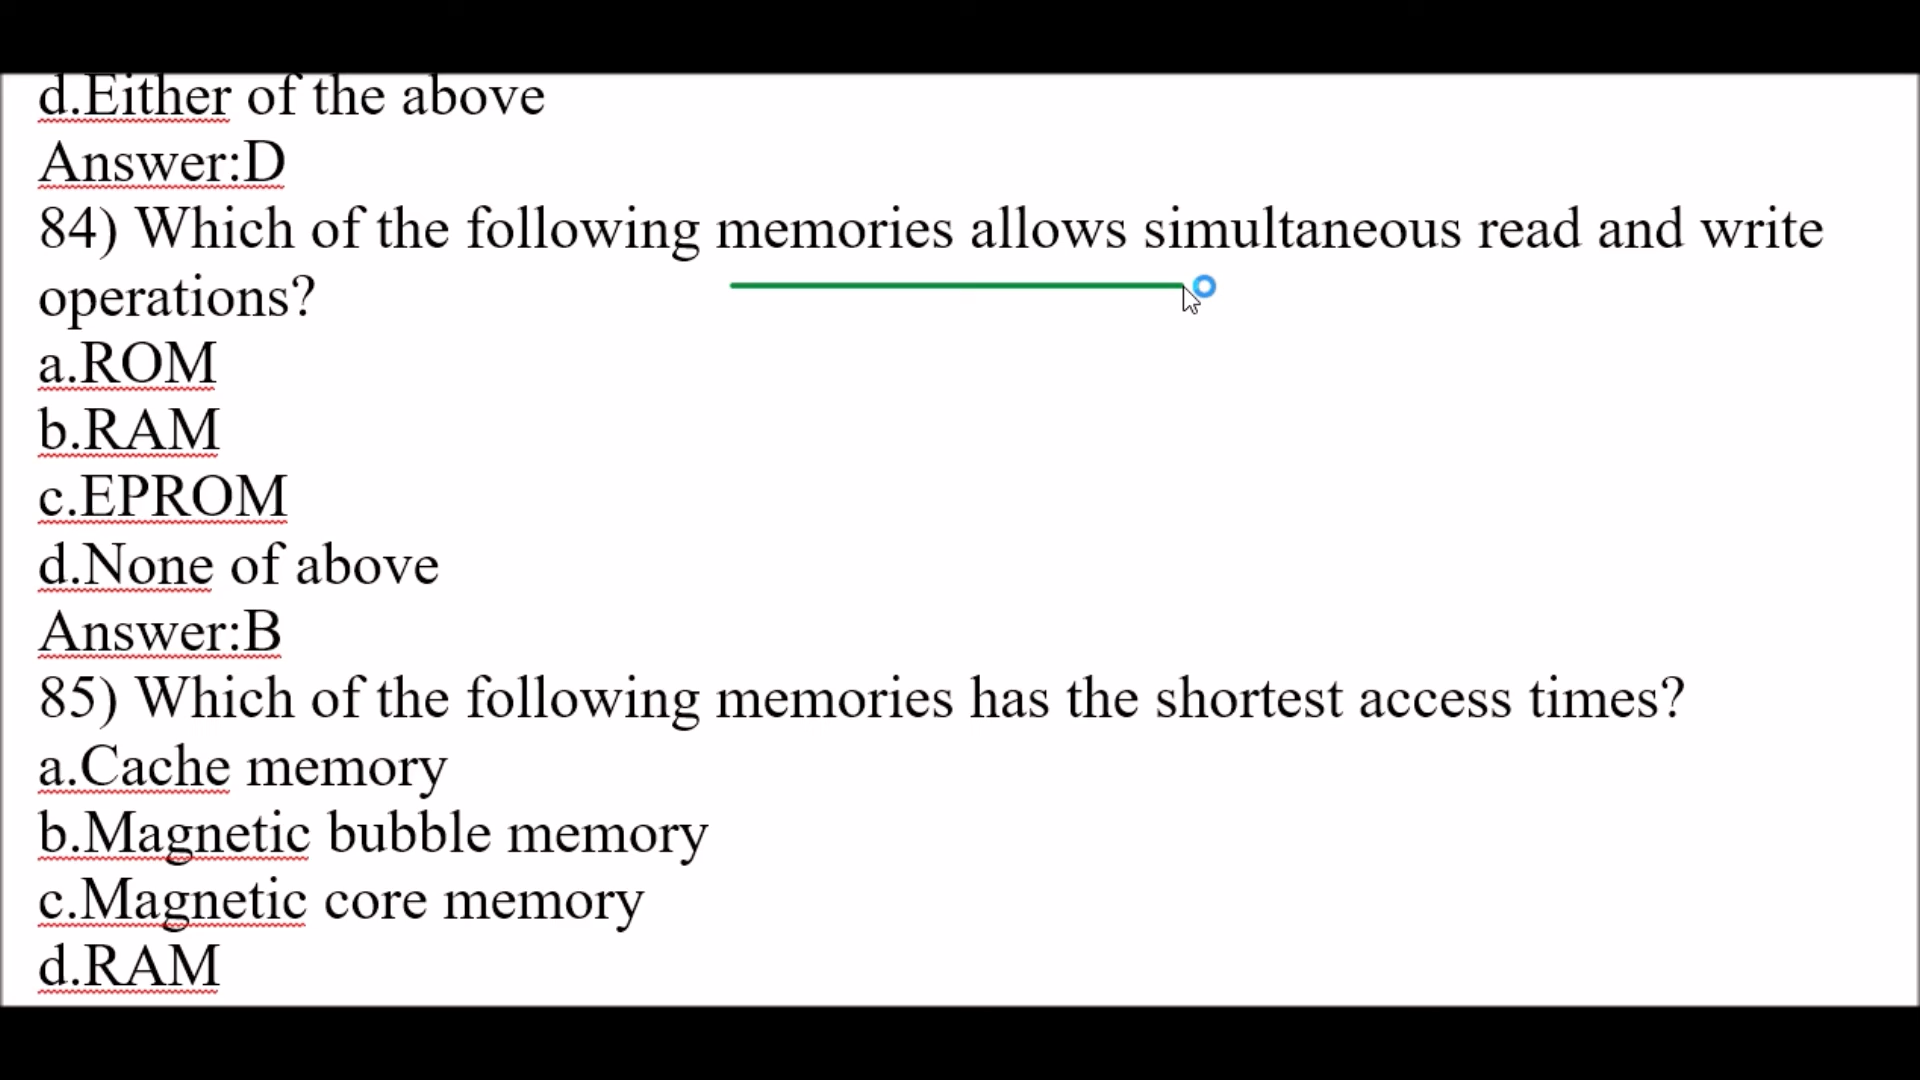 d.Either of the above
Answer:D
84) Which of the following memories allows simultaneous read and write
operations?
a.ROM
b.RAM
c.EPROM
d.None of above
Answer:B
85) Which of the following memories has the shortest access times?
a.Cache memory
b.Magnetic bubble memory
c.Magnetic core memory
d.RAM